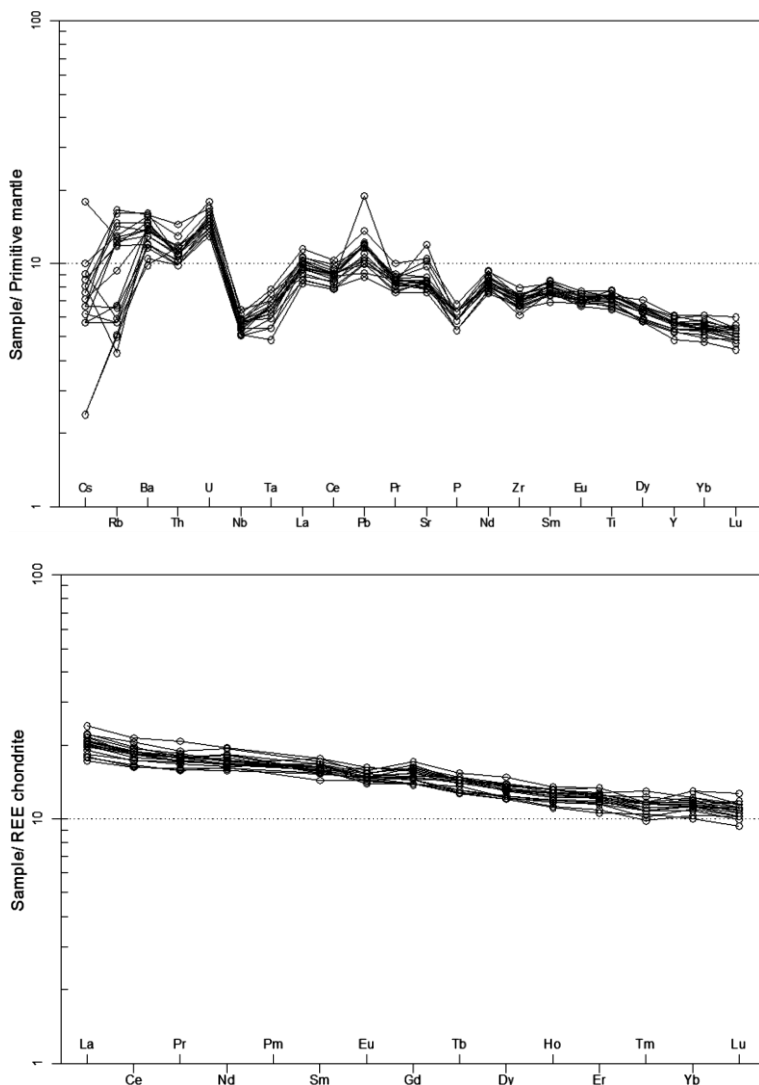 100
Sample/ Primitive mantle
10
1
Cs Ba U Ta Ce Pr P Zr Eu Dy Yb
Rb Th Nb La Pb Sr Nd Sm Ti Y Lu
100
Sample/ REE chondrite
10
1
La Pr Pm Eu Tb Ho Tm Lu
Ce Nd Sm Gd Dy Er Yb